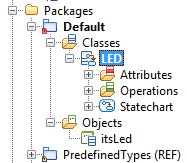 Packages
Default
Classes
LED
Attributes
Operations
Statechart
Objects
itsLed
PredefinedTypes (REF)